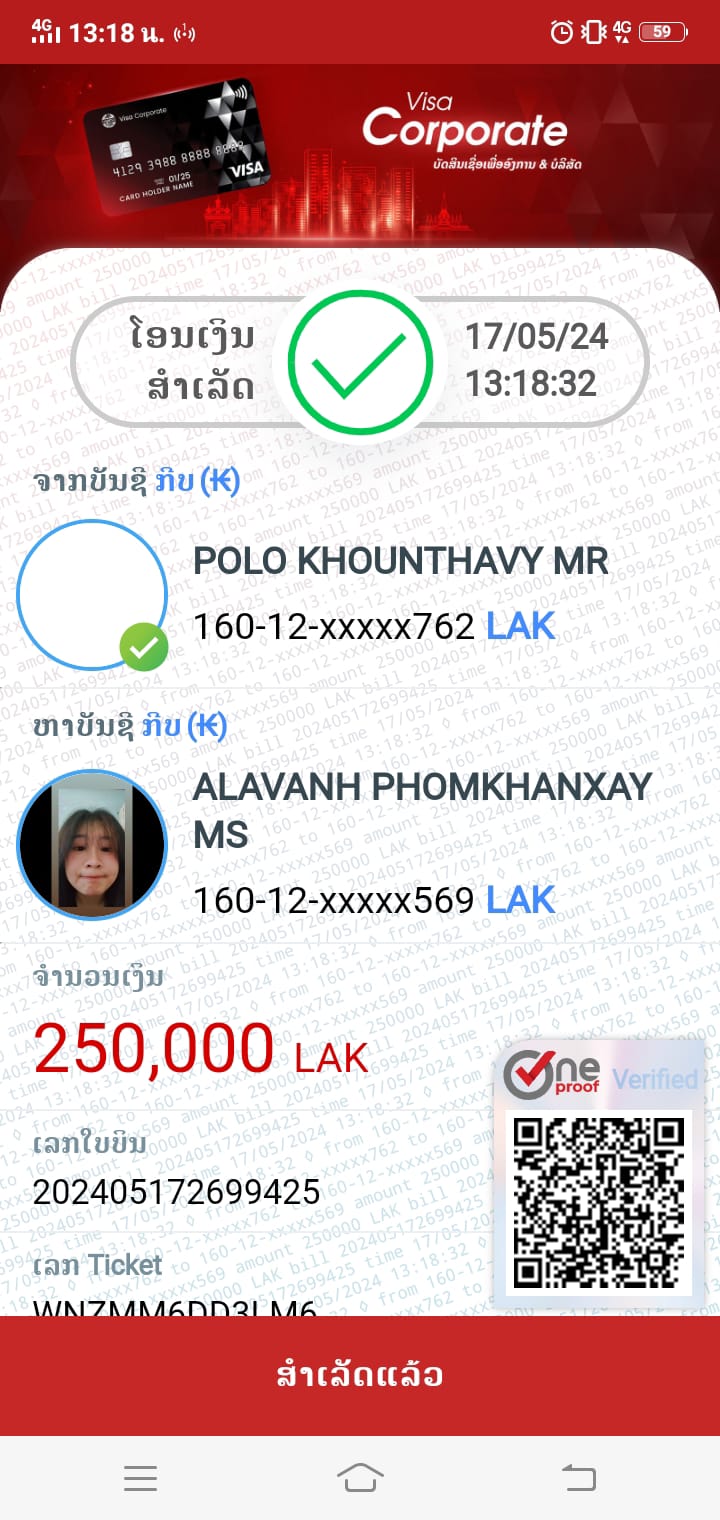 4G 13:18 น. 4G 59
Visa Corporate
4129 3988 8888 8882
01/25
CARD HOLDER NAME
VISA
Visa
Corporate
ບັດສິນເຊື່ອເພື່ອອົງການ & ບໍລິສັດ
ໂອນເງິນ
ສຳເລັດ
17/05/24
13:18:32
ຈາກບັນຊີ ກີບ (₭)
POLO KHOUNTHAVY MR
160-12-xxxxx762 LAK
ຫາບັນຊີ ກີບ (₭)
ALAVANH PHOMKHANXAY
MS
160-12-xxxxx569 LAK
ຈຳນວນເງິນ
250,000 LAK
One proof Verified
ເລກໃບບິນ
202405172699425
ເລກ Ticket
WNZMM6DD3LM6
ສຳເລັດແລ້ວ